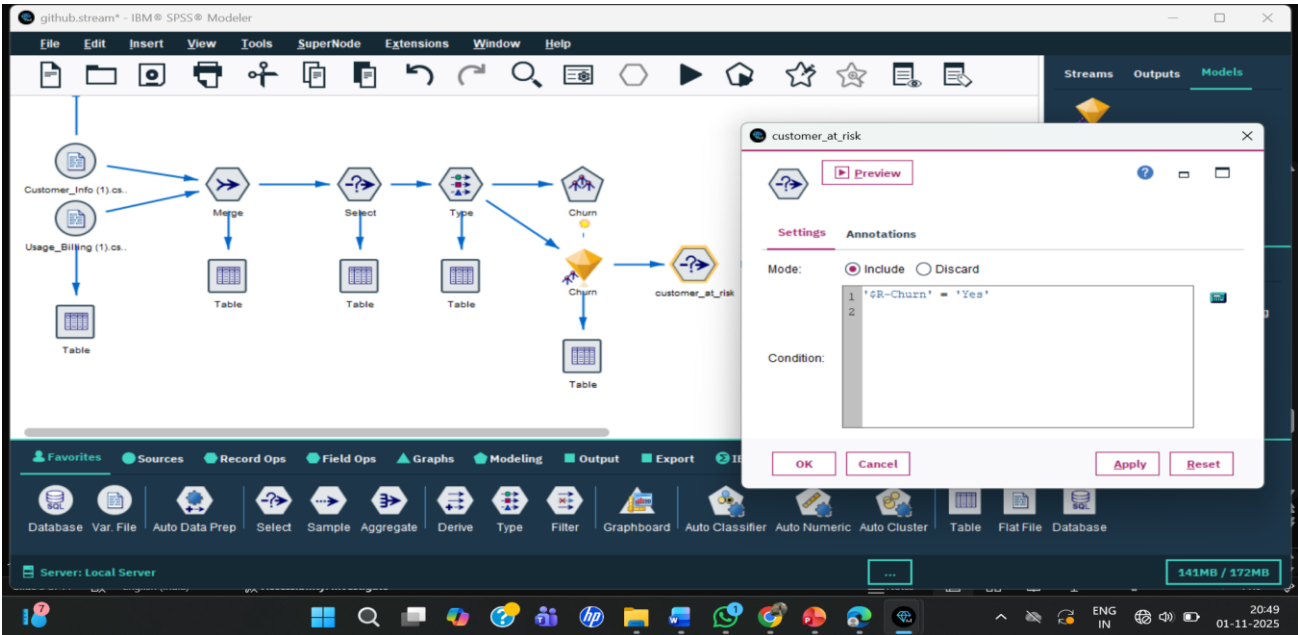 github.stream* - IBM® SPSS® Modeler
File Edit Insert View Tools SuperNode Extensions Window Help
Streams Outputs Models
customer_at_risk
Preview
Settings Annotations
Mode: Include Discard
1 '$R-Churn' = 'Yes'
2
Condition:
OK Cancel Apply Reset
Customer_Info (1).cs..
Usage_Billing (1).cs..
Merge Select Type Churn
Churn customer_at_risk
Table Table Table
Table
Table
Favorites Sources Record Ops Field Ops Graphs Modeling Output Export
SQL SQL
Database Var. File Auto Data Prep Select Sample Aggregate Derive Type Filter Graphboard Auto Classifier Auto Numeric Auto Cluster Table Flat File Database
Server: Local Server ... 141MB / 172MB
7 1
ENG 20:49
IN 01-11-2025